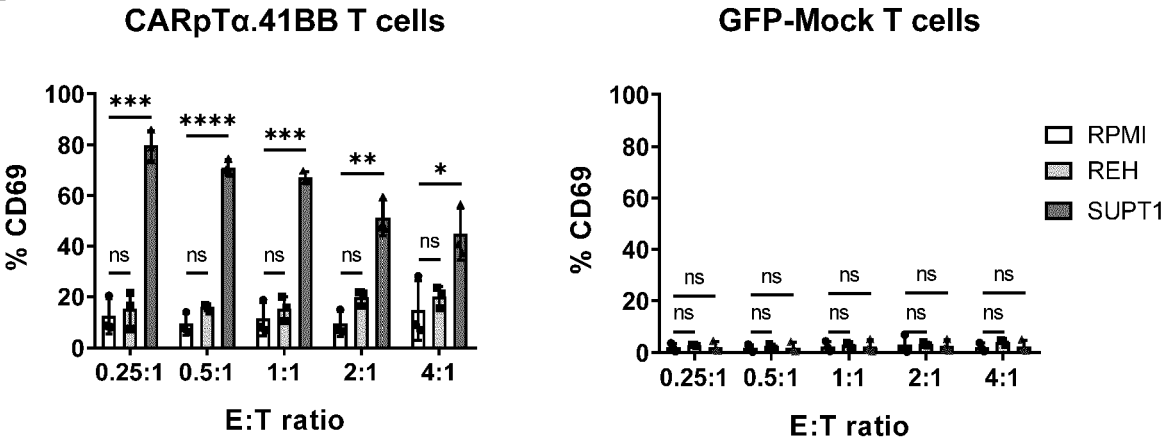 CARpTα.41BB T cells
% CD69
100
80
60
40
20
0
***
****
***
**
*
ns
ns
ns
ns
ns
0.25:1
0.5:1
1:1
2:1
4:1
E:T ratio
GFP-Mock T cells
% CD69
100
80
60
40
20
0
ns
ns
ns
ns
ns
ns
ns
ns
ns
ns
0.25:1
0.5:1
1:1
2:1
4:1
E:T ratio
RPMI
REH
SUPT1